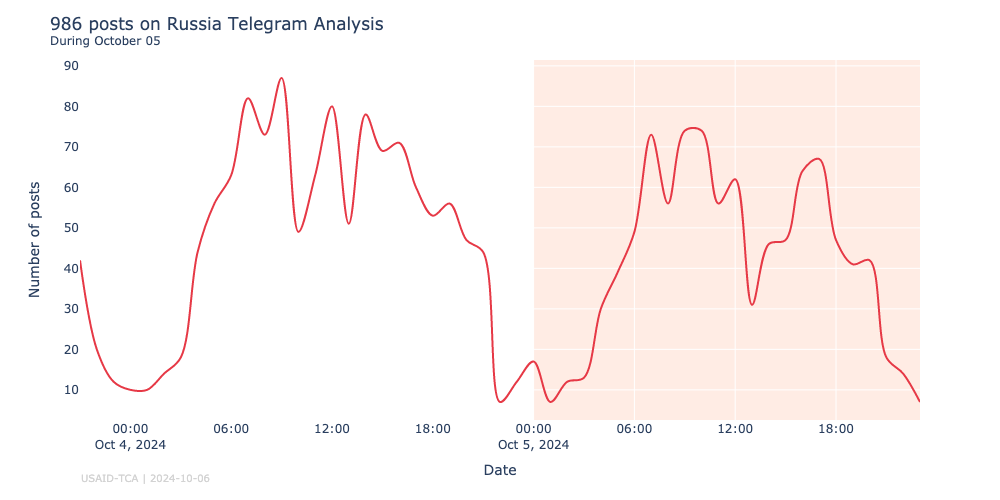 986 posts on Russia Telegram Analysis
During October 05
90
80
70
60
50
40
30
20
10
Number of posts
00:00 06:00 12:00 18:00 00:00 06:00 12:00 18:00
Oct 4, 2024 Oct 5, 2024
Date
USAID-TCA | 2024-10-06